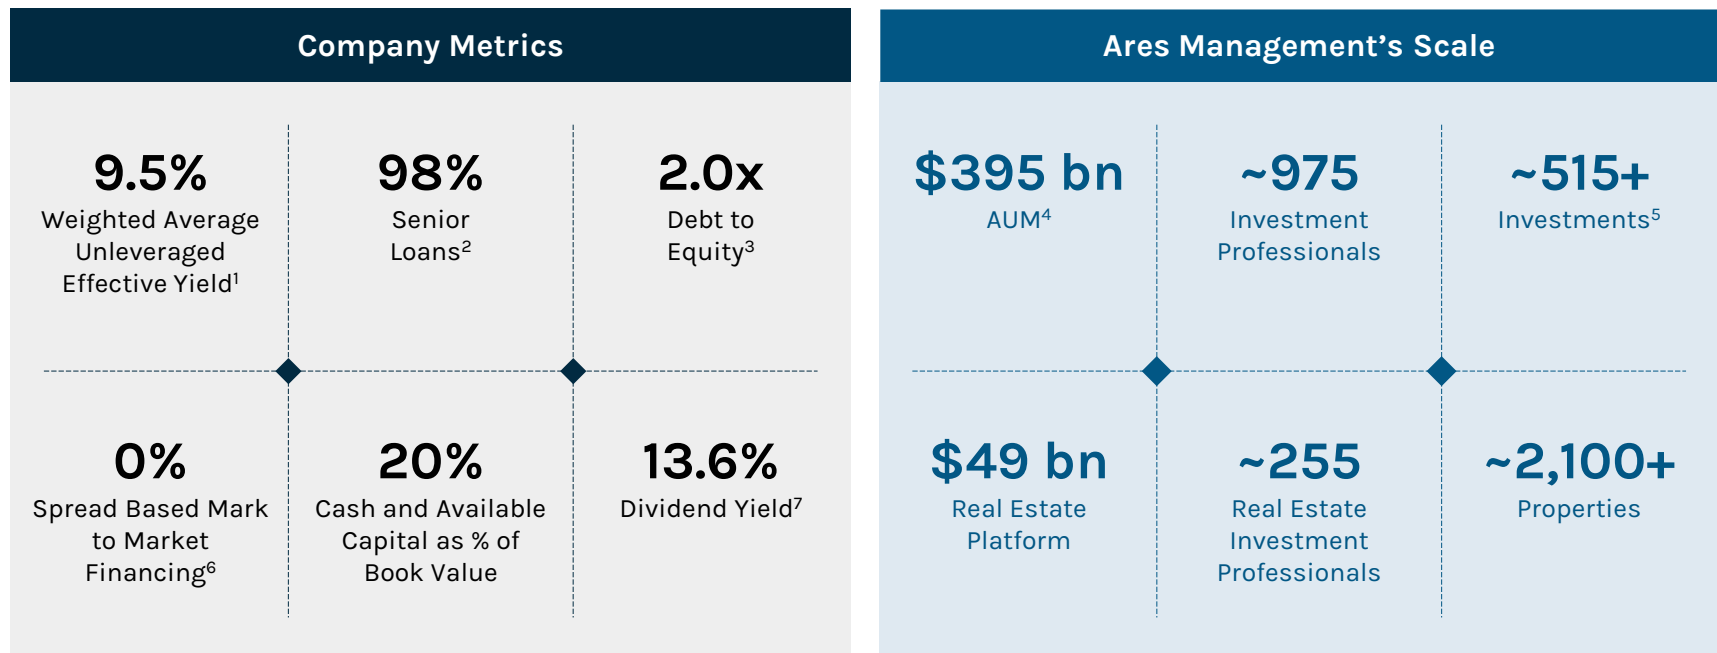 Company Metrics
9.5%
Weighted Average
Unleveraged
Effective Yield¹
98%
Senior
Loans²
2.0x
Debt to
Equity³
0%
Spread Based Mark
to Market
Financing⁶
20%
Cash and Available
Capital as % of
Book Value
13.6%
Dividend Yield⁷
Ares Management’s Scale
$395 bn
AUM⁴
~975
Investment
Professionals
~515+
Investments⁵
$49 bn
Real Estate
Platform
~255
Real Estate
Investment
Professionals
~2,100+
Properties